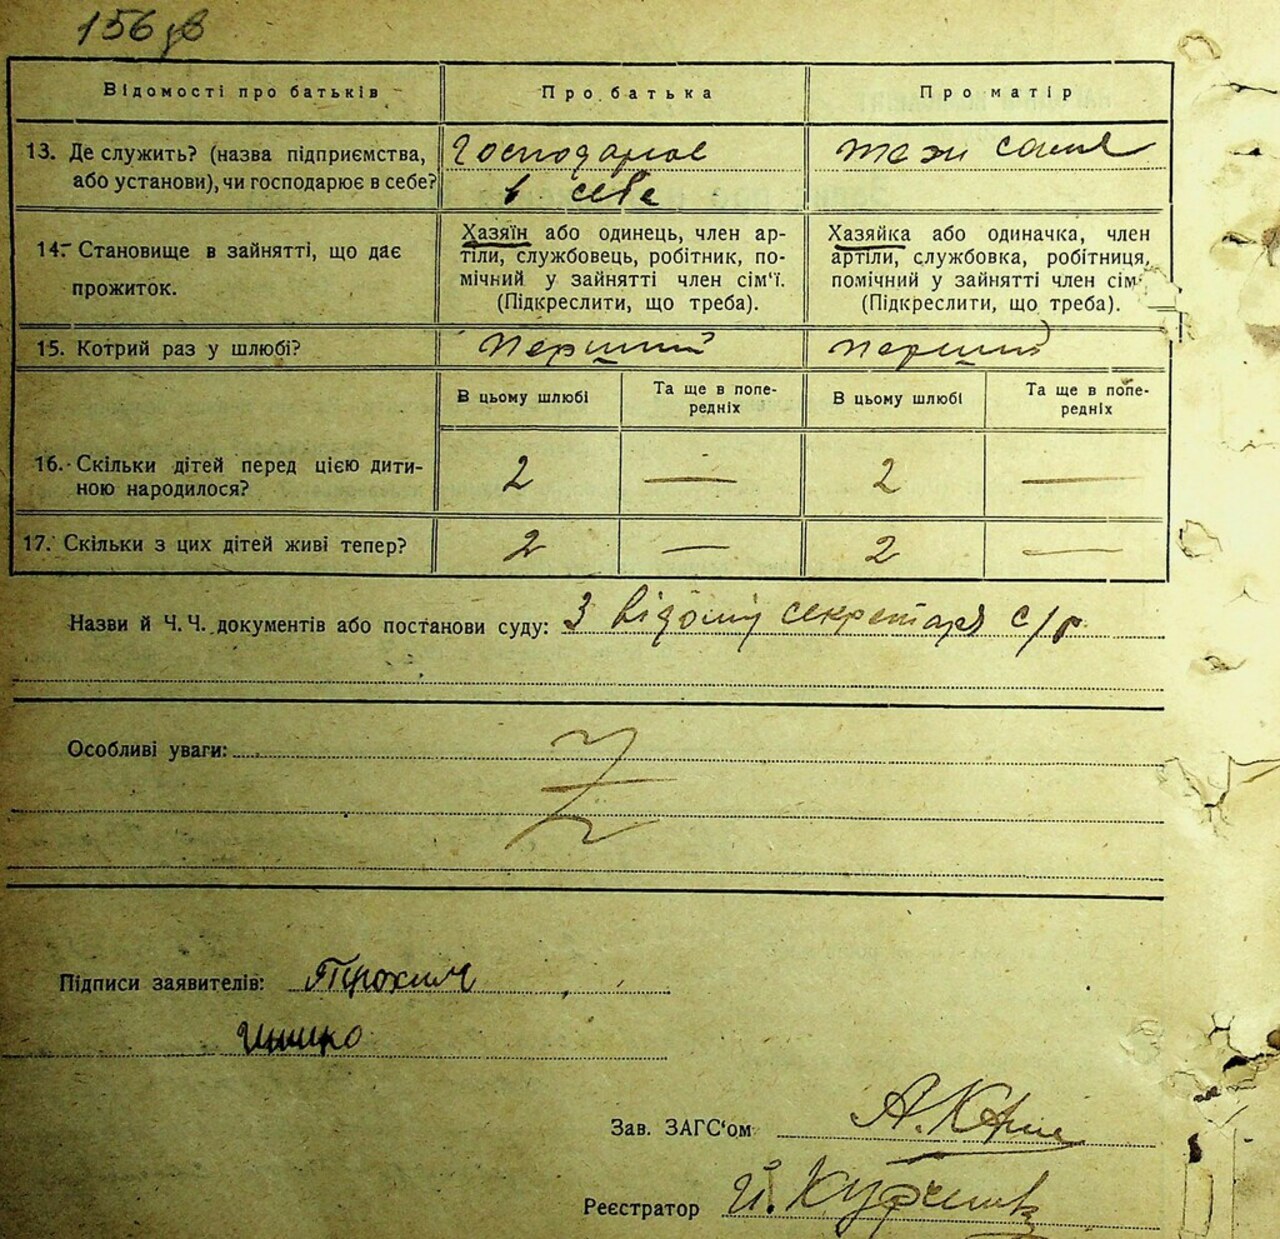 156 зв
Відомості про батьків
Про батька
Про матір
13. Де служить? (назва підприємства,
або установи), чи господарює в себе?
Господарює
в себе
теж саме
14. Становище в зайнятті, що дає
прожиток.
Хазяїн або одинець, член ар-
тіли, службовець, робітник, по-
мічний у зайнятті член сім'ї.
(Підкреслити, що треба).
Хазяйка або одиначка, член
артіли, службовка, робітниця,
помічний у зайнятті член сім
(Підкреслити, що треба).
15. Котрий раз у шлюбі?
перший
перший
В цьому шлюбі
Та ще в попе-
редніх
В цьому шлюбі
Та ще в попе-
редніх
16. Скільки дітей перед цією дити-
ною народилося?
2 — 2 —
17. Скільки з цих дітей живі тепер?
2 — 2 —
Назви й Ч. Ч. документів або постанови суду: З відому секретаря с/г
Особливі уваги:
Підписи заявителів: Трохим
Зав. ЗАГС'ом А.
Реєстратор Й.